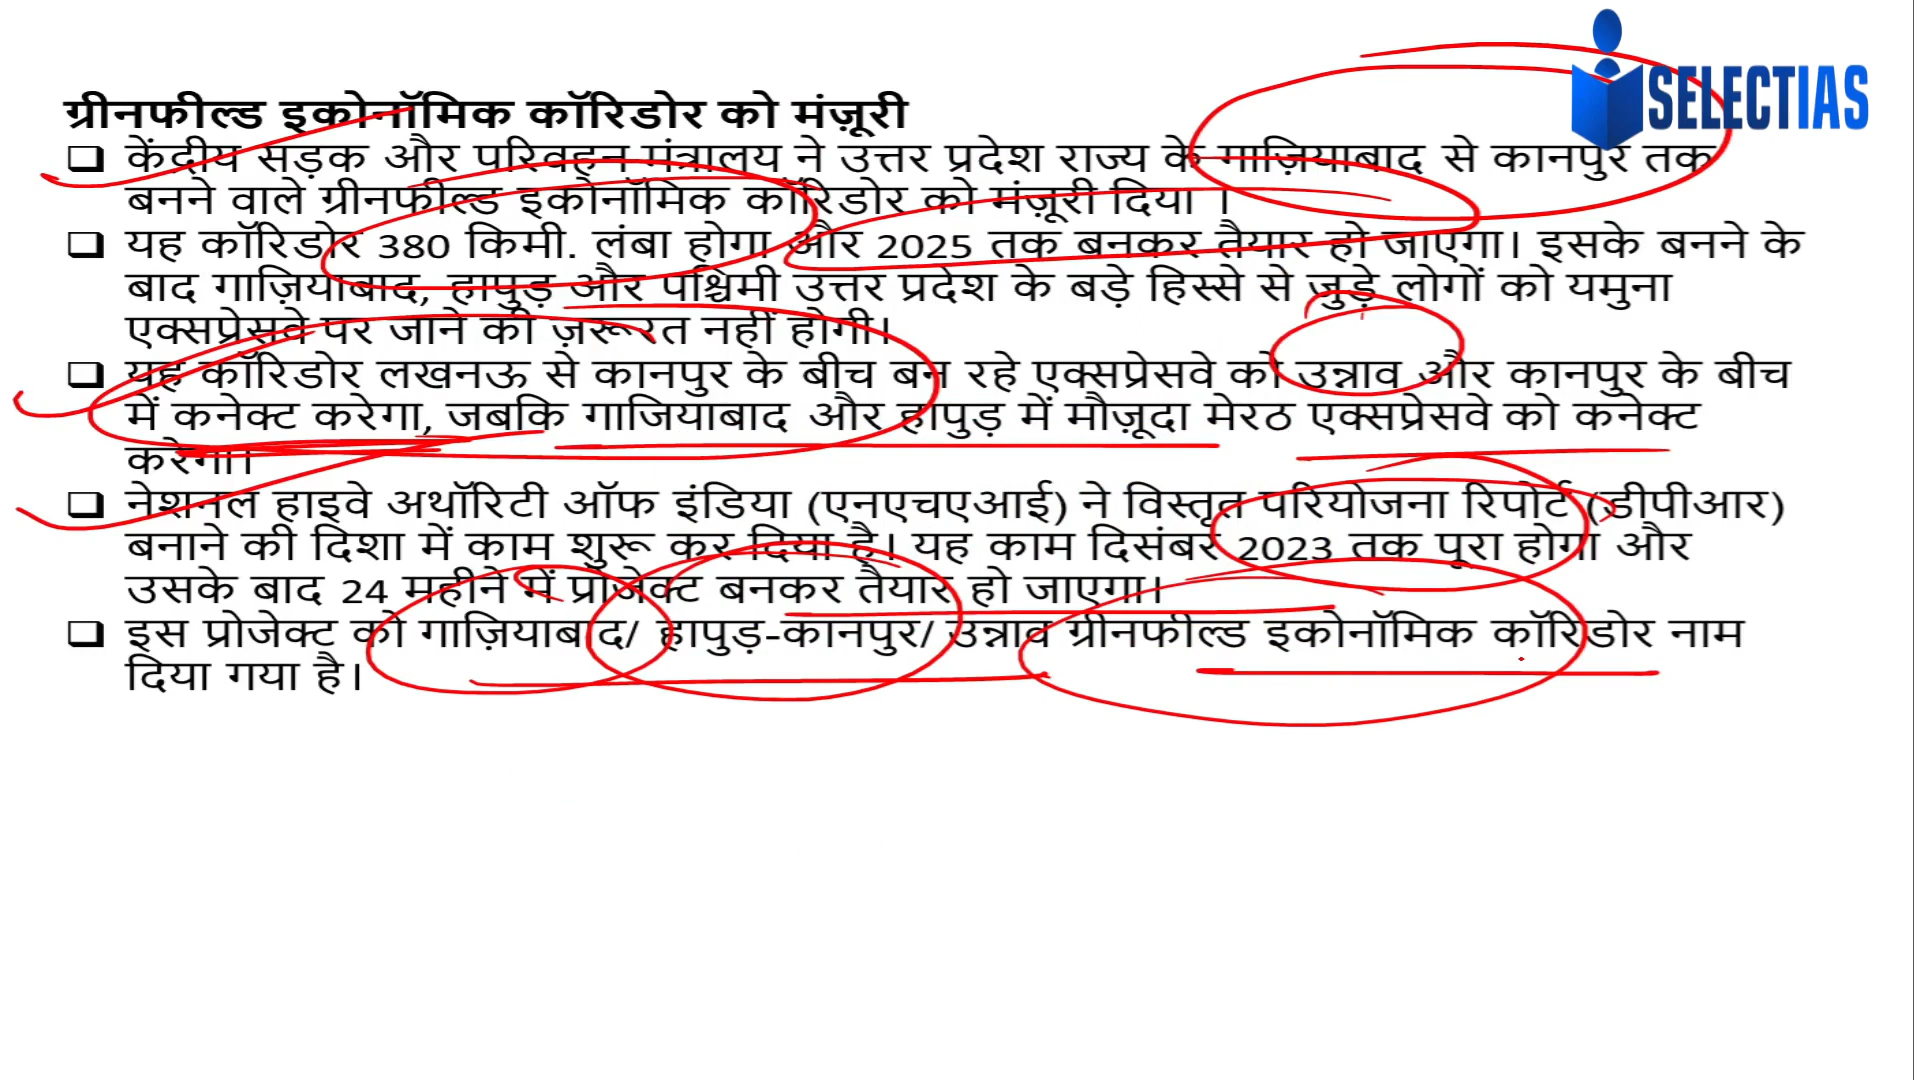 SELECTIAS
ग्रीनफील्ड इकोनॉमिक कॉरिडोर को मंज़ूरी
❑ केंद्रीय सड़क और परिवहन मंत्रालय ने उत्तर प्रदेश राज्य के गाज़ियाबाद से कानपुर तक
बनने वाले ग्रीनफील्ड इकोनॉमिक कॉरिडोर को मंज़ूरी दिया ।
❑ यह कॉरिडोर 380 किमी. लंबा होगा और 2025 तक बनकर तैयार हो जाएगा। इसके बनने के
बाद गाज़ियाबाद, हापुड़ और पश्चिमी उत्तर प्रदेश के बड़े हिस्से से जुड़े लोगों को यमुना
एक्सप्रेसवे पर जाने की ज़रूरत नहीं होगी।
❑ यह कॉरिडोर लखनऊ से कानपुर के बीच बन रहे एक्सप्रेसवे को उन्नाव और कानपुर के बीच
में कनेक्ट करेगा, जबकि गाजियाबाद और हापुड़ में मौज़ूदा मेरठ एक्सप्रेसवे को कनेक्ट
करेगा।
❑ नेशनल हाइवे अथॉरिटी ऑफ इंडिया (एनएचएआई) ने विस्तृत परियोजना रिपोर्ट (डीपीआर)
बनाने की दिशा में काम शुरू कर दिया है। यह काम दिसंबर 2023 तक पूरा होगा और
उसके बाद 24 महीने में प्रोजेक्ट बनकर तैयार हो जाएगा।
❑ इस प्रोजेक्ट को गाज़ियाबाद/ हापुड़-कानपुर/ उन्नाव ग्रीनफील्ड इकोनॉमिक कॉरिडोर नाम
दिया गया है।